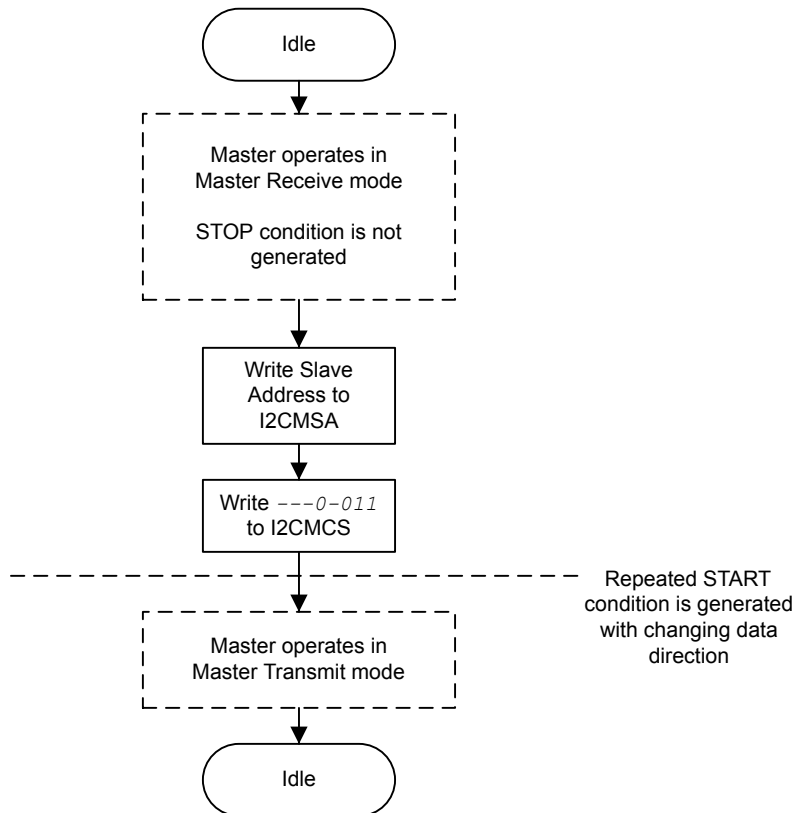 Idle
Master operates in
Master Receive mode
STOP condition is not
generated
Write Slave
Address to
I2CMSA
Write ---0-011
to I2CMCS
Repeated START
condition is generated
with changing data
direction
Master operates in
Master Transmit mode
Idle